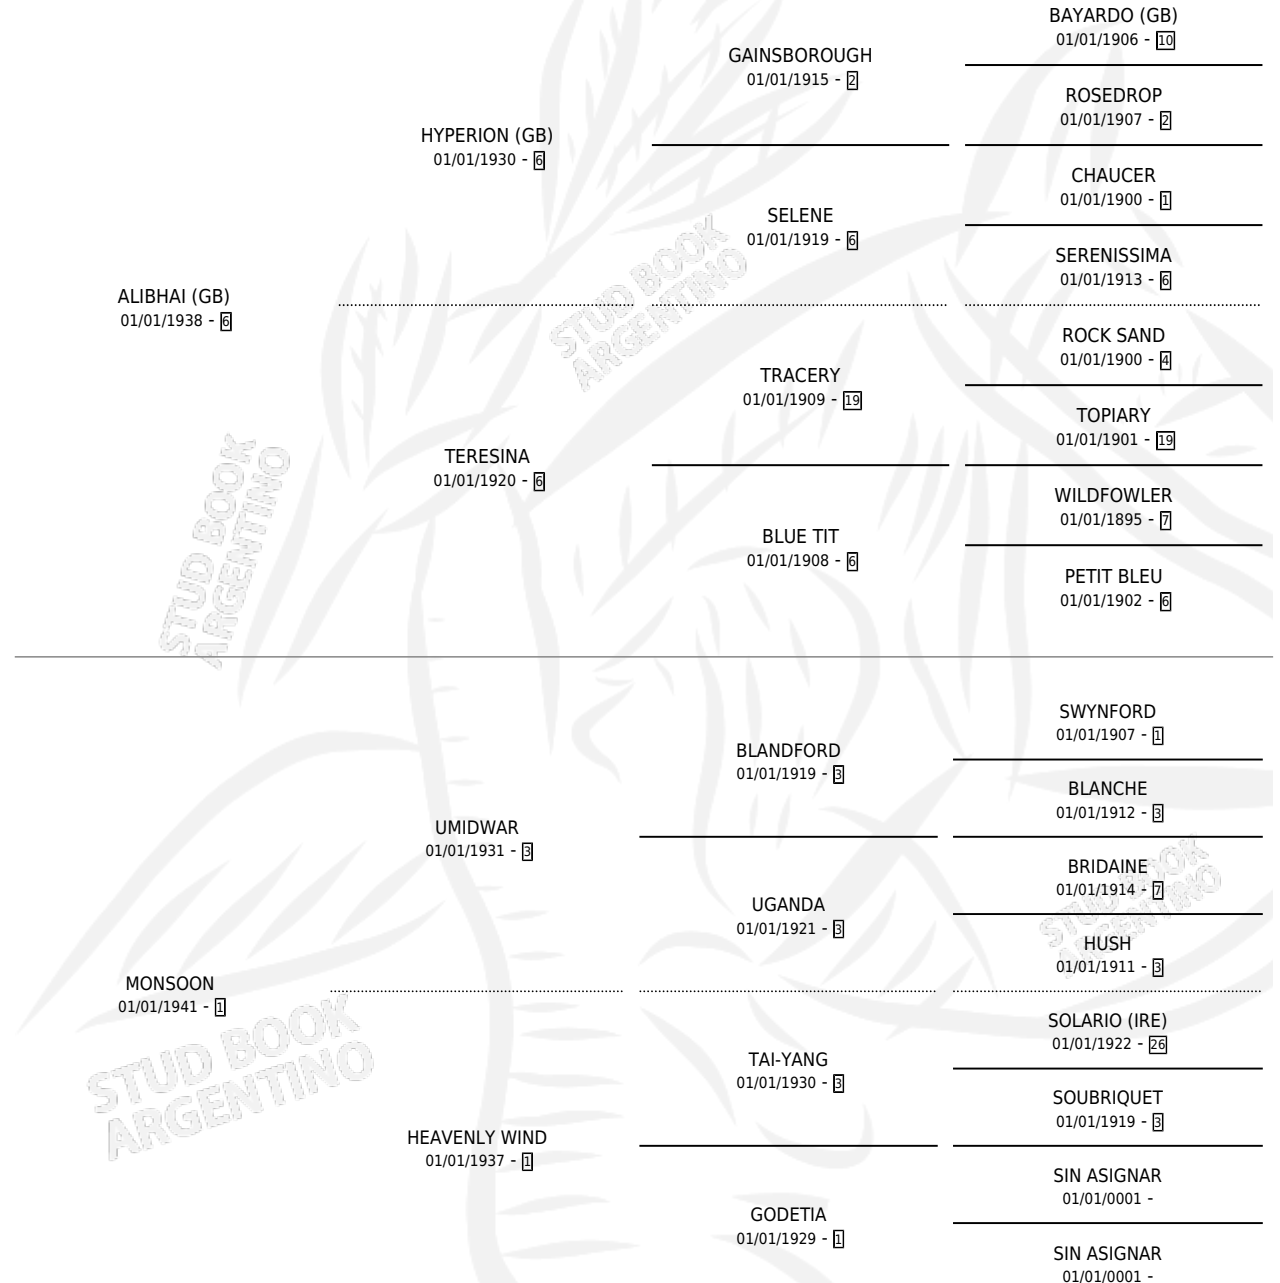 BAYARDO (GB)
01/01/1906 - 10
GAINSBOROUGH
01/01/1915 - 2
ROSEDROP
01/01/1907 - 2
HYPERION (GB)
01/01/1930 - 6
CHAUCER
01/01/1900 - 1
SELENE
01/01/1919 - 6
SERENISSIMA
01/01/1913 - 6
ALIBHAI (GB)
01/01/1938 - 6
STUD BOOK
ARGENTINO
ROCK SAND
01/01/1900 - 4
TRACERY
01/01/1909 - 19
TOPIARY
01/01/1901 - 19
TERESINA
01/01/1920 - 6
WILDFOWLER
01/01/1895 - 7
BLUE TIT
01/01/1908 - 6
PETIT BLEU
01/01/1902 - 6
STUD BOOK
ARGENTINO
SWYNFORD
01/01/1907 - 1
BLANDFORD
01/01/1919 - 3
BLANCHE
01/01/1912 - 3
UMIDWAR
01/01/1931 - 3
BRIDAINE
01/01/1914 - 7
UGANDA
01/01/1921 - 3
HUSH
01/01/1911 - 3
STUD BOOK
ARGENTINO
MONSOON
01/01/1941 - 1
SOLARIO (IRE)
01/01/1922 - 26
TAI-YANG
01/01/1930 - 3
SOUBRIQUET
01/01/1919 - 3
STUD BOOK
ARGENTINO
HEAVENLY WIND
01/01/1937 - 1
SIN ASIGNAR
01/01/0001 -
GODETIA
01/01/1929 - 1
SIN ASIGNAR
01/01/0001 -